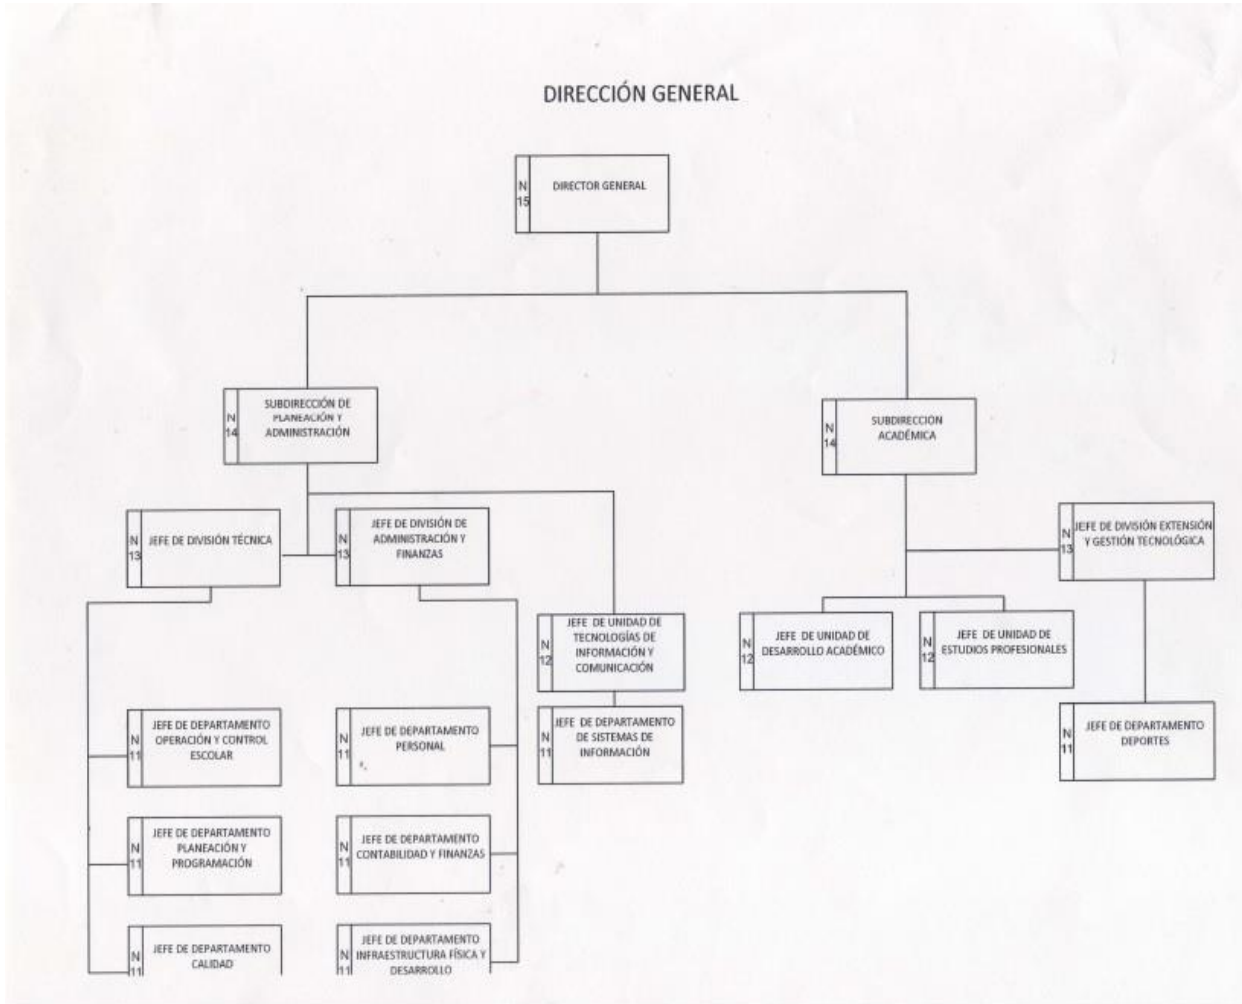 DIRECCIÓN GENERAL
N
15
DIRECTOR GENERAL
N
14
SUBDIRECCIÓN DE
PLANEACIÓN Y
ADMINISTRACIÓN
N
14
SUBDIRECCION
ACADÉMICA
N
13
JEFE DE DIVISIÓN TÉCNICA
N
13
JEFE DE DIVISIÓN DE
ADMINISTRACIÓN Y
FINANZAS
N
13
JEFE DE DIVISIÓN EXTENSIÓN
Y GESTIÓN TECNOLÓGICA
N
12
JEFE DE UNIDAD DE
TECNOLOGÍAS DE
INFORMACIÓN Y
COMUNICACIÓN
N
12
JEFE DE UNIDAD DE
DESARROLLO ACADÉMICO
N
12
JEFE DE UNIDAD DE
ESTUDIOS PROFESIONALES
N
11
JEFE DE DEPARTAMENTO
OPERACIÓN Y CONTROL
ESCOLAR
N
11
JEFE DE DEPARTAMENTO
PERSONAL
N
11
JEFE DE DEPARTAMENTO
DE SISTEMAS DE
INFORMACIÓN
N
11
JEFE DE DEPARTAMENTO
DEPORTES
N
11
JEFE DE DEPARTAMENTO
PLANEACIÓN Y
PROGRAMACIÓN
N
11
JEFE DE DEPARTAMENTO
CONTABILIDAD Y FINANZAS
N
11
JEFE DE DEPARTAMENTO
CALIDAD
N
11
JEFE DE DEPARTAMENTO
INFRAESTRUCTURA FÍSICA Y
DESARROLLO